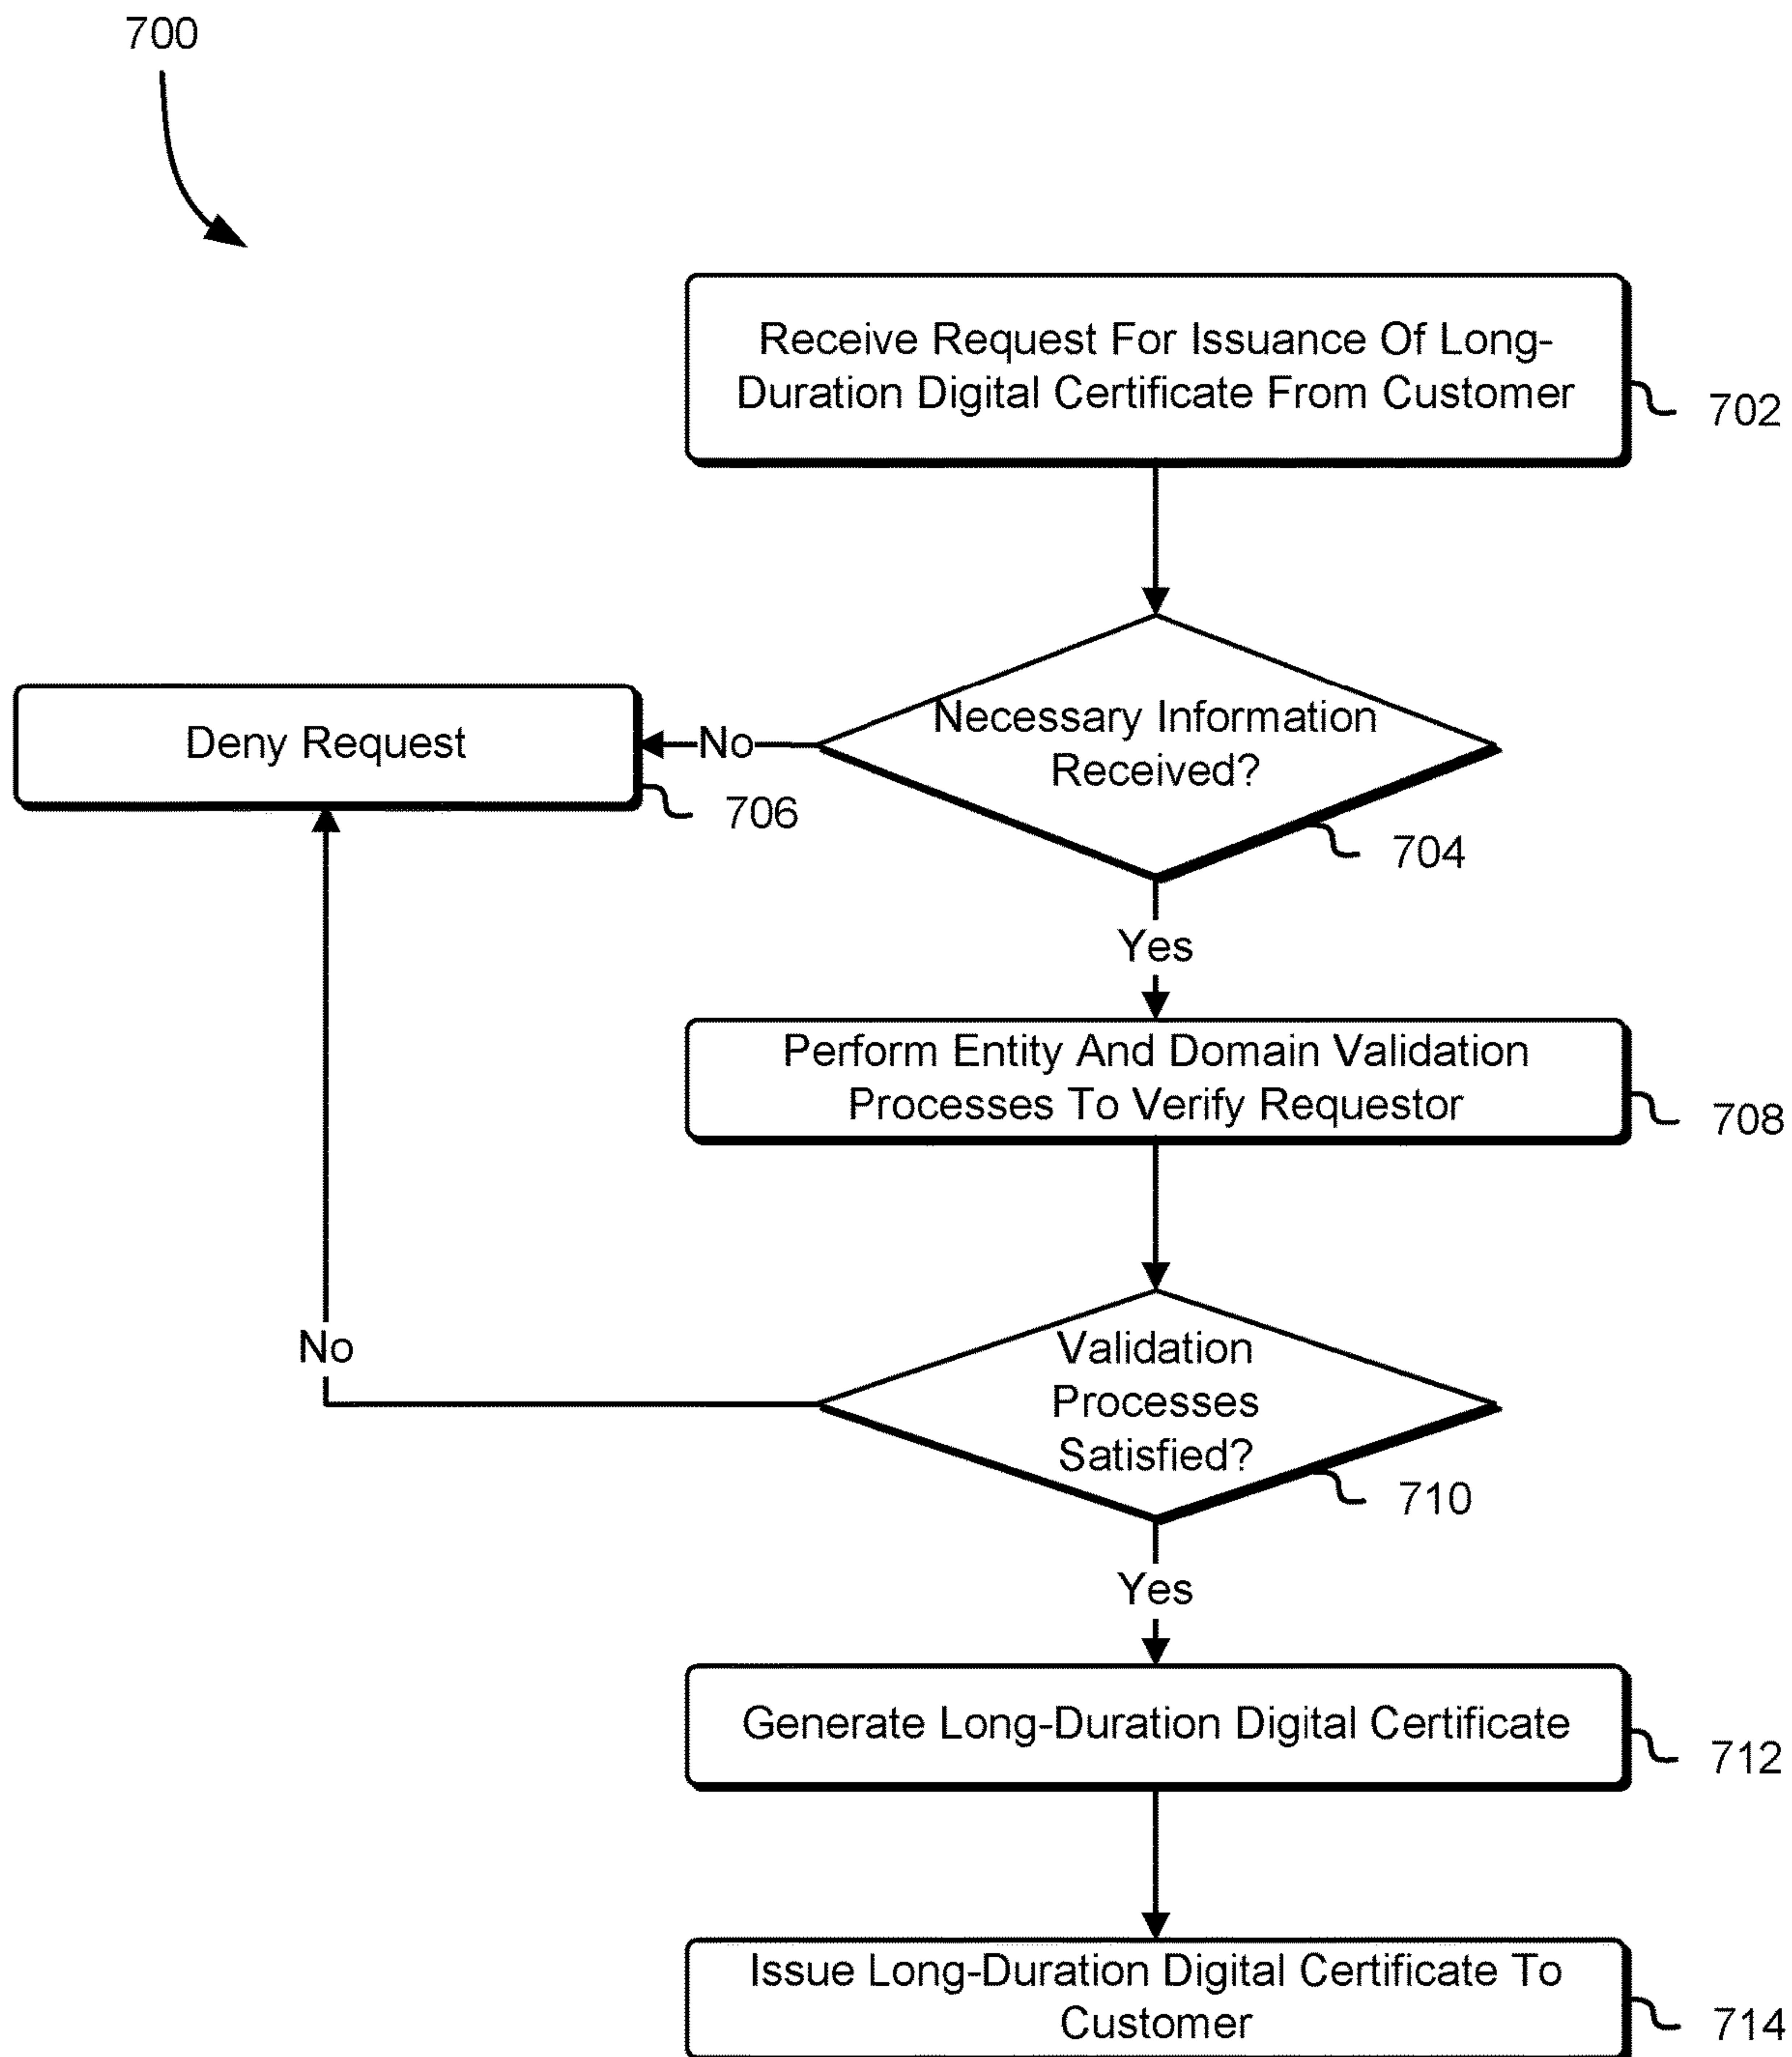 700
Receive Request For Issuance Of Long-
Duration Digital Certificate From Customer
702
Necessary Information
Received?
704
No
Deny Request
706
Yes
Perform Entity And Domain Validation
Processes To Verify Requestor
708
Validation
Processes
Satisfied?
710
No
Yes
Generate Long-Duration Digital Certificate
712
Issue Long-Duration Digital Certificate To
Customer
714